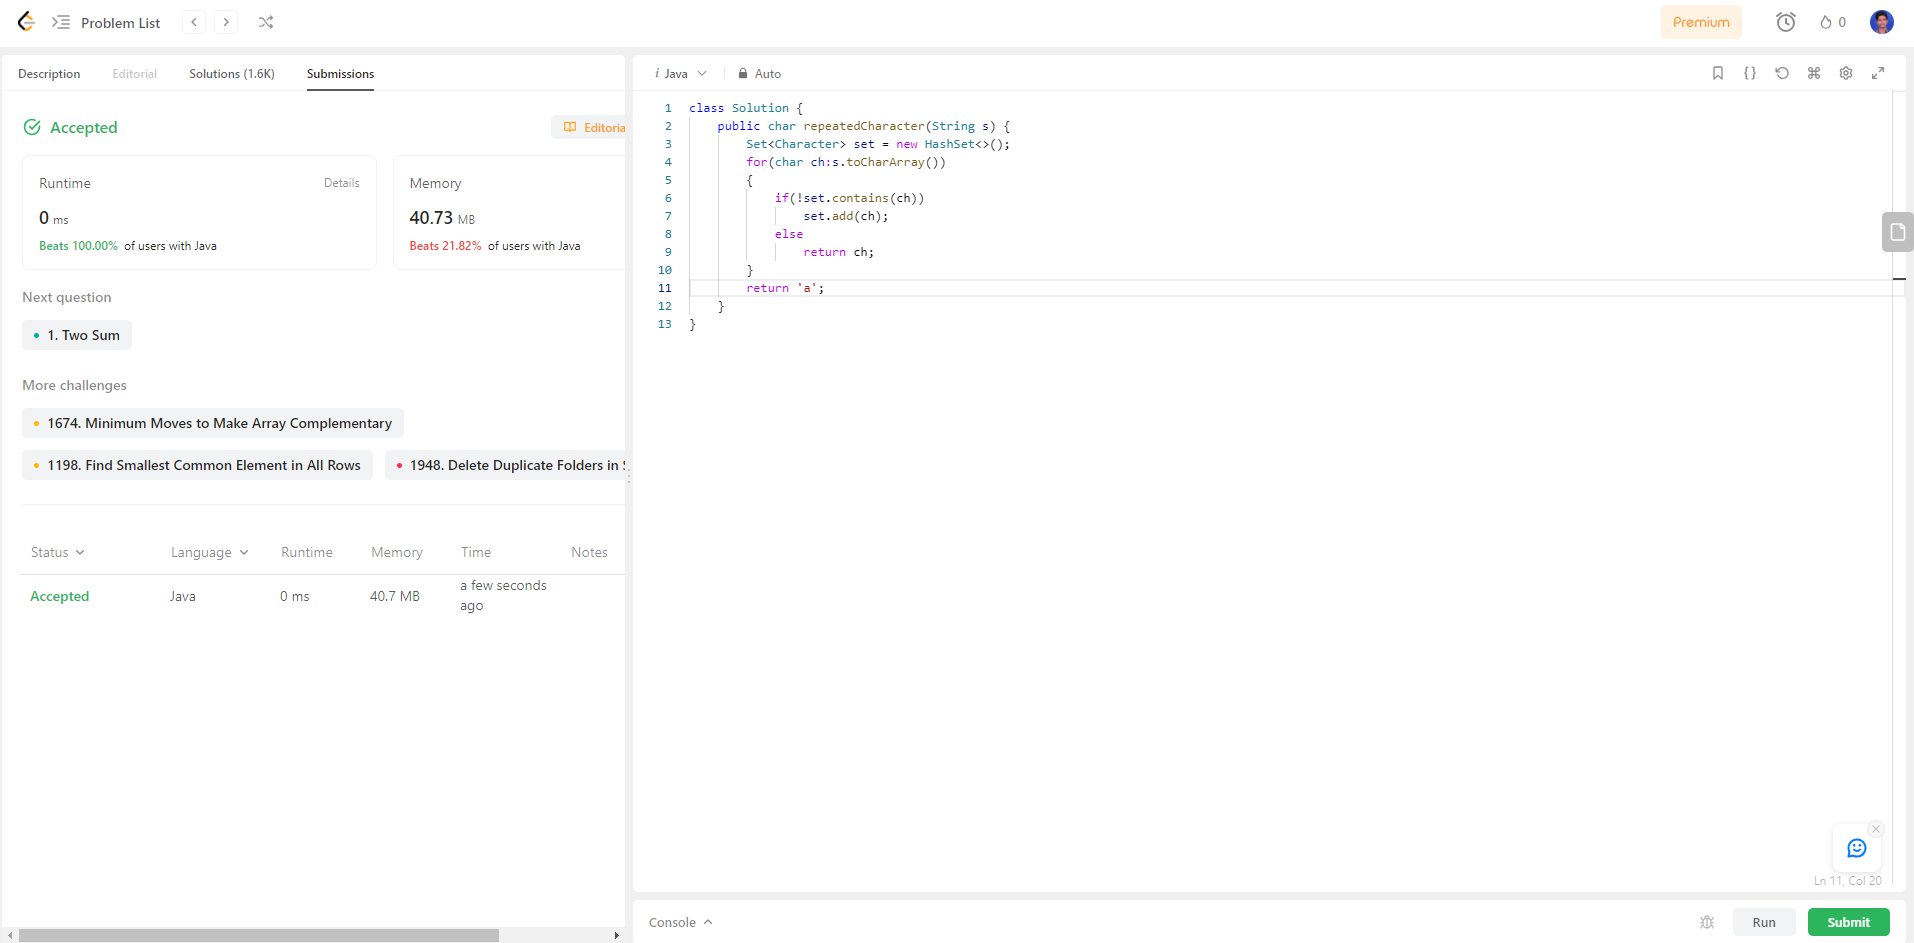 Problem List
Premium
0
Description Editorial Solutions (1.6K) Submissions
Accepted
Editoria
Runtime Details
0 ms
Beats 100.00% of users with Java
Memory
40.73 MB
Beats 21.82% of users with Java
Next question
1. Two Sum
More challenges
1674. Minimum Moves to Make Array Complementary
1198. Find Smallest Common Element in All Rows
1948. Delete Duplicate Folders in S
Status Language Runtime Memory Time Notes
Accepted Java 0 ms 40.7 MB a few seconds
ago
i Java Auto
1 class Solution {
2 public char repeatedCharacter(String s) {
3 Set<Character> set = new HashSet<>();
4 for(char ch:s.toCharArray())
5 {
6 if(!set.contains(ch))
7 set.add(ch);
8 else
9 return ch;
10 }
11 return 'a';
12 }
13 }
Ln 11, Col 20
Console
Run
Submit